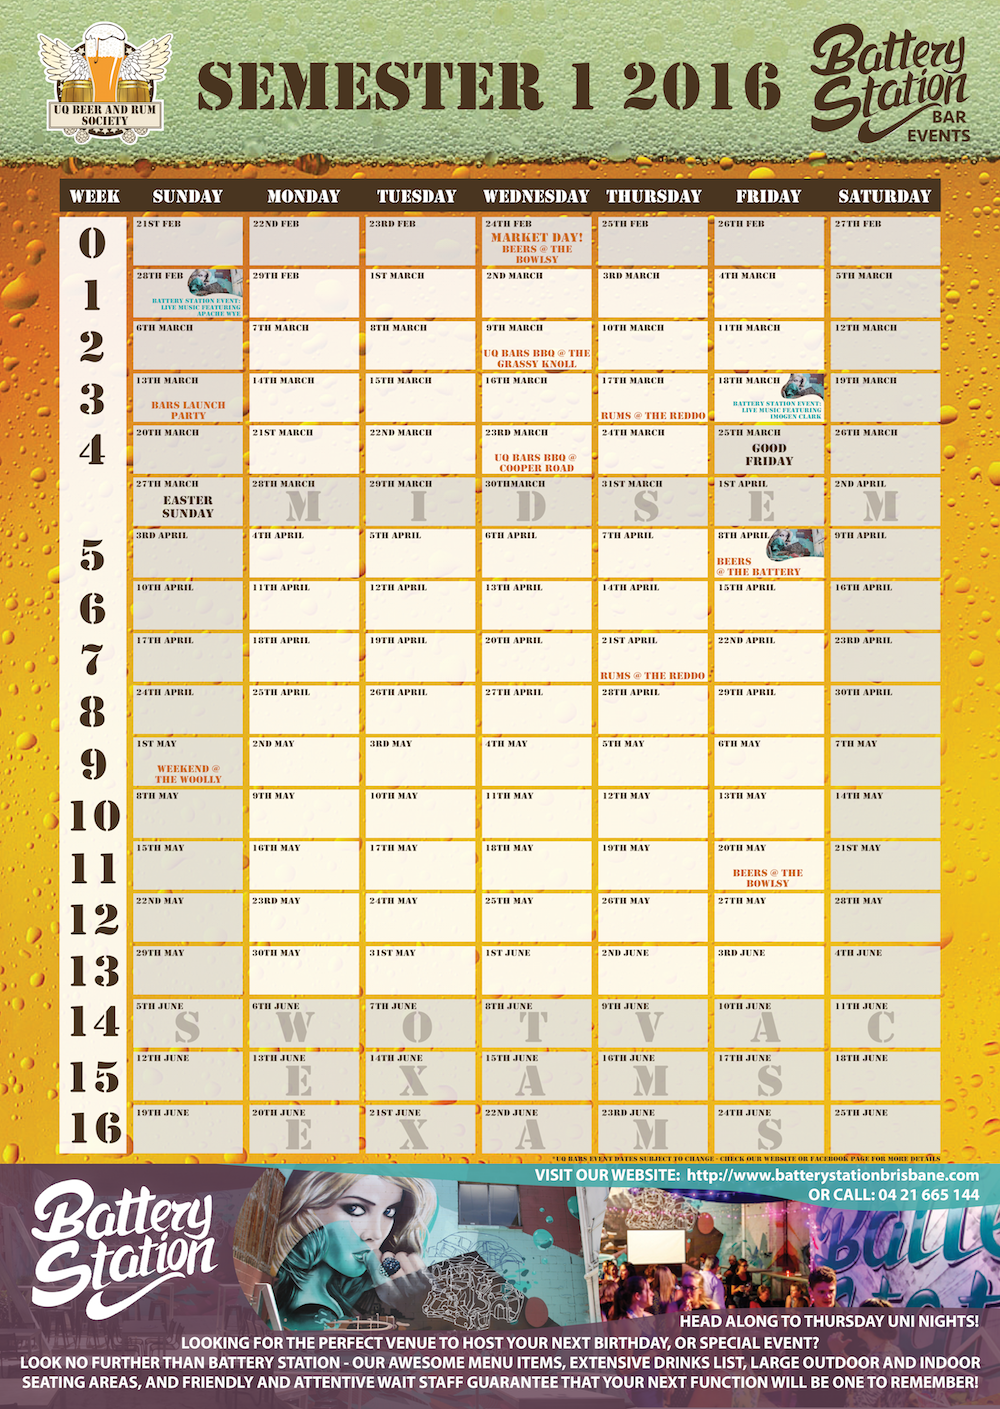 UQ BEER AND RUM
SOCIETY
SEMESTER 1 2016
Battery
Station
BAR
EVENTS
WEEK SUNDAY MONDAY TUESDAY WEDNESDAY THURSDAY FRIDAY SATURDAY
0
21ST FEB 22ND FEB 23RD FEB 24TH FEB 25TH FEB 26TH FEB 27TH FEB
MARKET DAY!
BEERS @ THE
BOWLSY
1
28TH FEB 29TH FEB 1ST MARCH 2ND MARCH 3RD MARCH 4TH MARCH 5TH MARCH
BATTERY STATION EVENT:
LIVE MUSIC FEATURING
APACHE WYE
2
6TH MARCH 7TH MARCH 8TH MARCH 9TH MARCH 10TH MARCH 11TH MARCH 12TH MARCH
UQ BARS BBQ @ THE
GRASSY KNOLL
3
13TH MARCH 14TH MARCH 15TH MARCH 16TH MARCH 17TH MARCH 18TH MARCH 19TH MARCH
BARS LAUNCH
PARTY
RUMS @ THE REDDO
BATTERY STATION EVENT:
LIVE MUSIC FEATURING
IMOGEN CLARK
4
20TH MARCH 21ST MARCH 22ND MARCH 23RD MARCH 24TH MARCH 25TH MARCH 26TH MARCH
UQ BARS BBQ @
COOPER ROAD
GOOD
FRIDAY
27TH MARCH 28TH MARCH 29TH MARCH 30THMARCH 31ST MARCH 1ST APRIL 2ND APRIL
EASTER
SUNDAY
M I D S E M
5
3RD APRIL 4TH APRIL 5TH APRIL 6TH APRIL 7TH APRIL 8TH APRIL 9TH APRIL
BEERS
@ THE BATTERY
6
10TH APRIL 11TH APRIL 12TH APRIL 13TH APRIL 14TH APRIL 15TH APRIL 16TH APRIL
7
17TH APRIL 18TH APRIL 19TH APRIL 20TH APRIL 21ST APRIL 22ND APRIL 23RD APRIL
RUMS @ THE REDDO
8
24TH APRIL 25TH APRIL 26TH APRIL 27TH APRIL 28TH APRIL 29TH APRIL 30TH APRIL
9
1ST MAY 2ND MAY 3RD MAY 4TH MAY 5TH MAY 6TH MAY 7TH MAY
WEEKEND @
THE WOOLLY
10
8TH MAY 9TH MAY 10TH MAY 11TH MAY 12TH MAY 13TH MAY 14TH MAY
11
15TH MAY 16TH MAY 17TH MAY 18TH MAY 19TH MAY 20TH MAY 21ST MAY
BEERS @ THE
BOWLSY
12
22ND MAY 23RD MAY 24TH MAY 25TH MAY 26TH MAY 27TH MAY 28TH MAY
13
29TH MAY 30TH MAY 31ST MAY 1ST JUNE 2ND JUNE 3RD JUNE 4TH JUNE
14
5TH JUNE 6TH JUNE 7TH JUNE 8TH JUNE 9TH JUNE 10TH JUNE 11TH JUNE
S W O T V A C
15
12TH JUNE 13TH JUNE 14TH JUNE 15TH JUNE 16TH JUNE 17TH JUNE 18TH JUNE
E X A M S
16
19TH JUNE 20TH JUNE 21ST JUNE 22ND JUNE 23RD JUNE 24TH JUNE 25TH JUNE
E X A M S
*UQ BARS EVENT DATES SUBJECT TO CHANGE - CHECK OUR WEBSITE OR FACEBOOK PAGE FOR MORE DETAILS
VISIT OUR WEBSITE: http://www.batterystationbrisbane.com
OR CALL: 04 21 665 144
Battery
Station
HEAD ALONG TO THURSDAY UNI NIGHTS!
LOOKING FOR THE PERFECT VENUE TO HOST YOUR NEXT BIRTHDAY, OR SPECIAL EVENT?
LOOK NO FURTHER THAN BATTERY STATION - OUR AWESOME MENU ITEMS, EXTENSIVE DRINKS LIST, LARGE OUTDOOR AND INDOOR
SEATING AREAS, AND FRIENDLY AND ATTENTIVE WAIT STAFF GUARANTEE THAT YOUR NEXT FUNCTION WILL BE ONE TO REMEMBER!